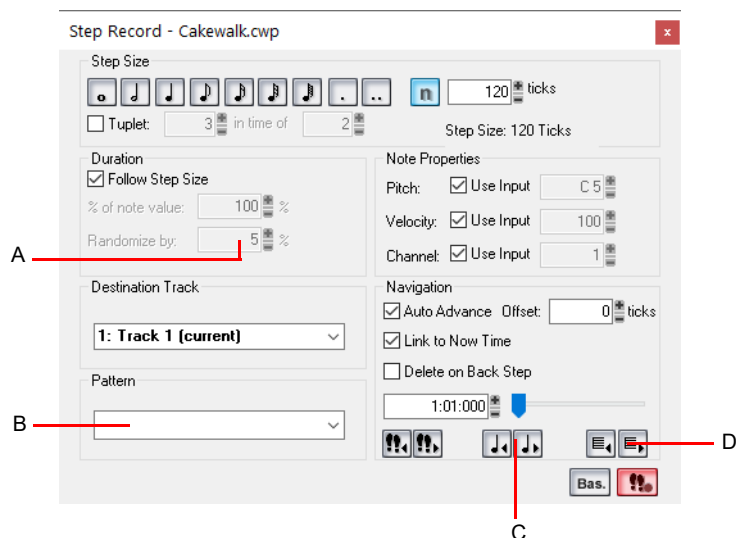 Step Record - Cakewalk.cwp
x
Step Size
n 120 ticks
Tuplet: 3 in time of 2
Step Size: 120 Ticks
Duration
Follow Step Size
% of note value: 100 %
Randomize by: 5 %
A
Note Properties
Pitch: Use Input C 5
Velocity: Use Input 100
Channel: Use Input 1
Destination Track
1: Track 1 (current)
Pattern
B
Navigation
Auto Advance Offset: 0 ticks
Link to Now Time
Delete on Back Step
1:01:000
D
Bas.
C